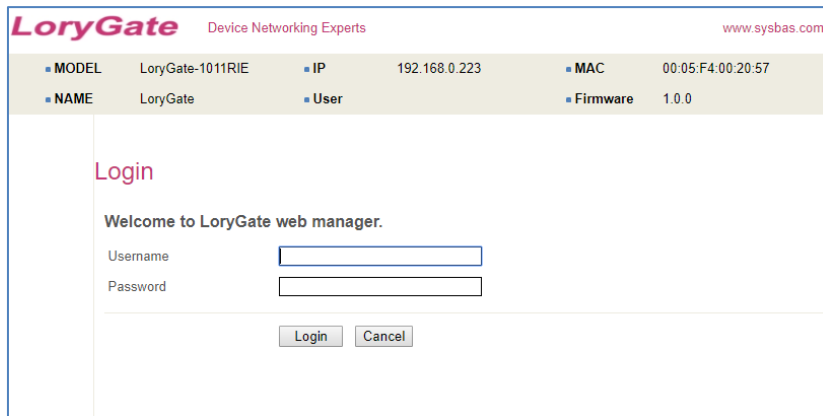 LoryGate Device Networking Experts www.sysbas.com
MODEL LoryGate-1011RIE IP 192.168.0.223 MAC 00:05:F4:00:20:57
NAME LoryGate User Firmware 1.0.0
Login
Welcome to LoryGate web manager.
Username
Password
Login Cancel